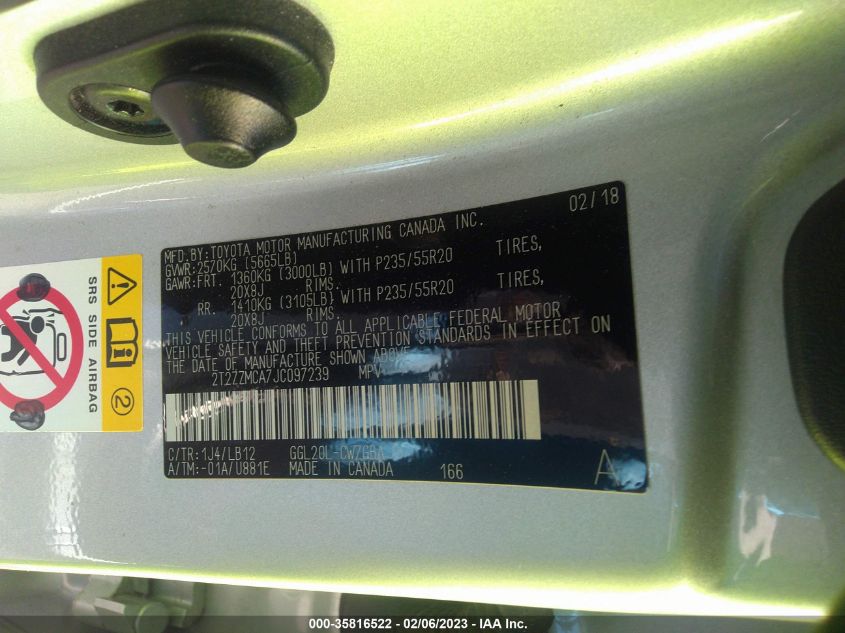 02/18
MFD.BY:TOYOTA MOTOR MANUFACTURING CANADA INC.
GVWR:2570KG (5665LB)
GAWR:FRT. 1360KG (3000LB) WITH P235/55R20 TIRES,
20X8J RIMS.
RR. 1410KG (3105LB) WITH P235/55R20 TIRES,
20X8J RIMS.
THIS VEHICLE CONFORMS TO ALL APPLICABLE FEDERAL MOTOR
VEHICLE SAFETY AND THEFT PREVENTION STANDARDS IN EFFECT ON
THE DATE OF MANUFACTURE SHOWN ABOVE.
2T2ZZMCA7JC097239 MPV
C/TR:1J4/LB12 GGL20L-CWZGBA
A/TM:-01A/U881E MADE IN CANADA 166 A
SRS SIDE AIRBAG
2
000-35816522 - 02/06/2023 - IAA Inc.